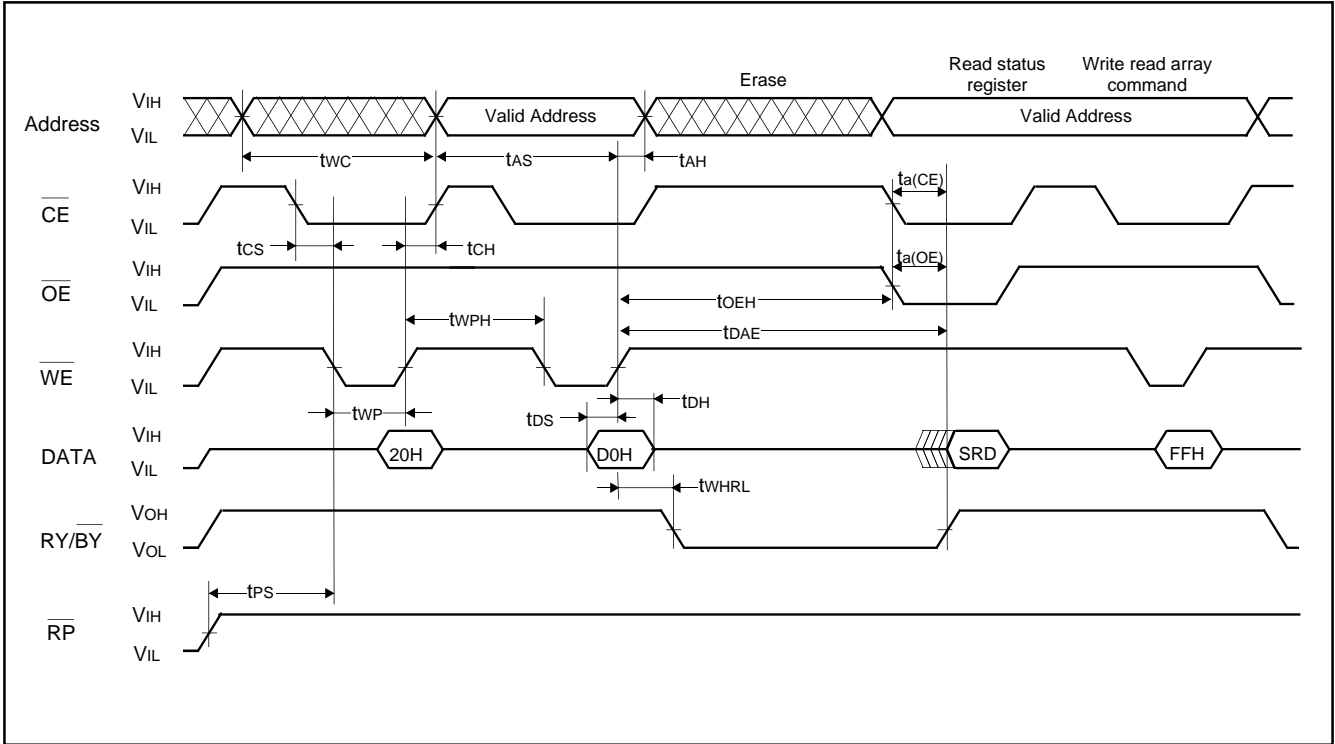 Erase
Read status register
Write read array command
Address
VIH
VIL
Valid Address
Valid Address
tWC
tAS
tAH
CE
VIH
VIL
ta(CE)
tCS
tCH
OE
VIH
VIL
ta(OE)
tOEH
tWPH
tDAE
WE
VIH
VIL
tWP
tDS
tDH
DATA
VIH
VIL
20H
D0H
SRD
FFH
tWHRL
RY/BY
VOH
VOL
tPS
RP
VIH
VIL